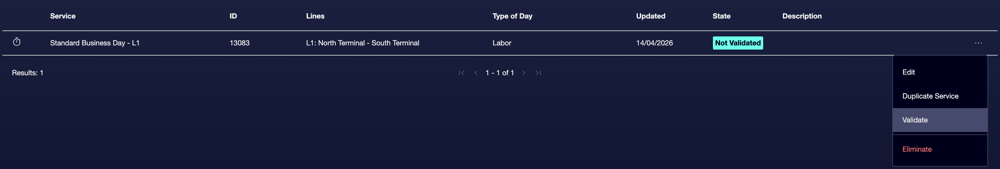 Service ID Lines Type of Day Updated State Description
Standard Business Day - L1 13083 L1: North Terminal - South Terminal Labor 14/04/2026 Not Validated ...
Results: 1 1 - 1 of 1
Edit
Duplicate Service
Validate
Eliminate